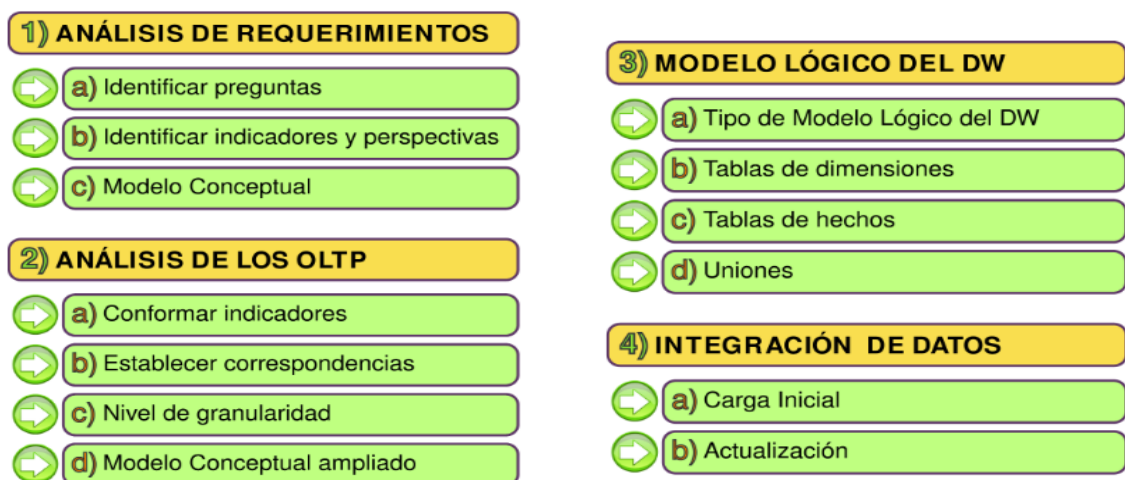 1) ANÁLISIS DE REQUERIMIENTOS
a) Identificar preguntas
b) Identificar indicadores y perspectivas
c) Modelo Conceptual
2) ANÁLISIS DE LOS OLTP
a) Conformar indicadores
b) Establecer correspondencias
c) Nivel de granularidad
d) Modelo Conceptual ampliado
3) MODELO LÓGICO DEL DW
a) Tipo de Modelo Lógico del DW
b) Tablas de dimensiones
c) Tablas de hechos
d) Uniones
4) INTEGRACIÓN DE DATOS
a) Carga Inicial
b) Actualización